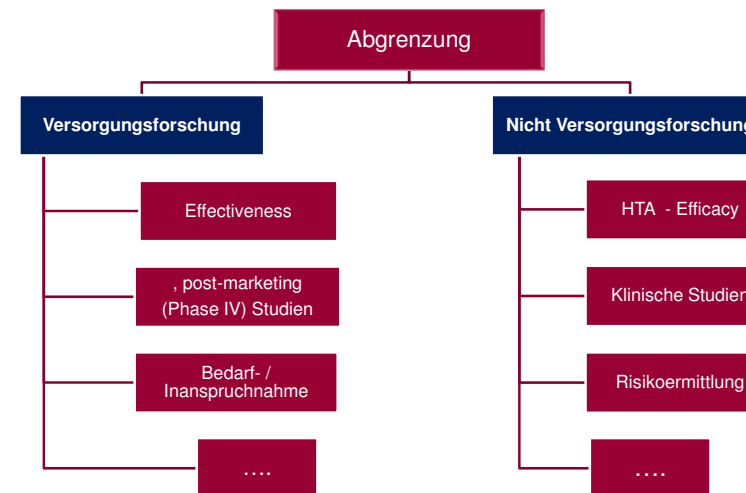 Abgrenzung
Versorgungsforschung
Effectiveness
, post-marketing
(Phase IV) Studien
Bedarf- /
Inanspruchnahme
....
Nicht Versorgungsforschung
HTA - Efficacy
Klinische Studien
Risikoermittlung
....